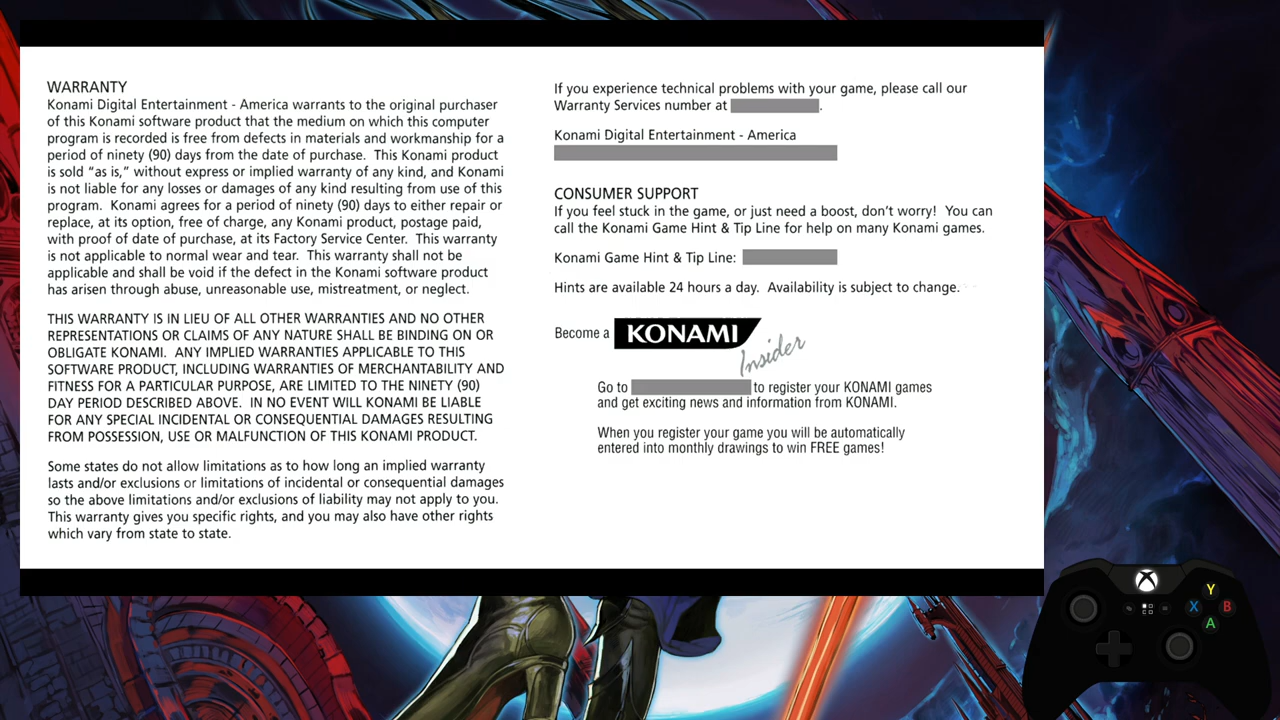 WARRANTY
Konami Digital Entertainment - America warrants to the original purchaser
of this Konami software product that the medium on which this computer
program is recorded is free from defects in materials and workmanship for a
period of ninety (90) days from the date of purchase.  This Konami product
is sold “as is,” without express or implied warranty of any kind, and Konami
is not liable for any losses or damages of any kind resulting from use of this
program.  Konami agrees for a period of ninety (90) days to either repair or
replace, at its option, free of charge, any Konami product, postage paid,
with proof of date of purchase, at its Factory Service Center.  This warranty
is not applicable to normal wear and tear.  This warranty shall not be
applicable and shall be void if the defect in the Konami software product
has arisen through abuse, unreasonable use, mistreatment, or neglect.
THIS WARRANTY IS IN LIEU OF ALL OTHER WARRANTIES AND NO OTHER
REPRESENTATIONS OR CLAIMS OF ANY NATURE SHALL BE BINDING ON OR
OBLIGATE KONAMI.  ANY IMPLIED WARRANTIES APPLICABLE TO THIS
SOFTWARE PRODUCT, INCLUDING WARRANTIES OF MERCHANTABILITY AND
FITNESS FOR A PARTICULAR PURPOSE, ARE LIMITED TO THE NINETY (90)
DAY PERIOD DESCRIBED ABOVE.  IN NO EVENT WILL KONAMI BE LIABLE
FOR ANY SPECIAL INCIDENTAL OR CONSEQUENTIAL DAMAGES RESULTING
FROM POSSESSION, USE OR MALFUNCTION OF THIS KONAMI PRODUCT.
Some states do not allow limitations as to how long an implied warranty
lasts and/or exclusions or limitations of incidental or consequential damages
so the above limitations and/or exclusions of liability may not apply to you.
This warranty gives you specific rights, and you may also have other rights
which vary from state to state.
If you experience technical problems with your game, please call our
Warranty Services number at .
Konami Digital Entertainment - America
CONSUMER SUPPORT
If you feel stuck in the game, or just need a boost, don’t worry!  You can
call the Konami Game Hint & Tip Line for help on many Konami games.
Konami Game Hint & Tip Line:
Hints are available 24 hours a day.  Availability is subject to change.
Become a KONAMI
Insider
Go to to register your KONAMI games
and get exciting news and information from KONAMI.
When you register your game you will be automatically
entered into monthly drawings to win FREE games!
Y
X B
A